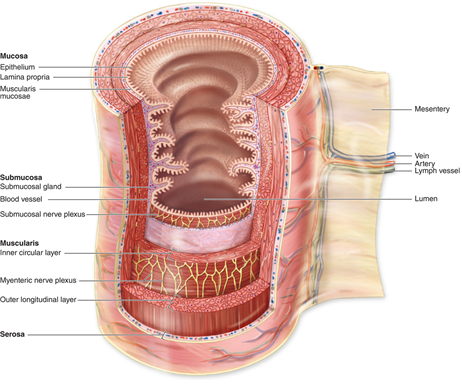 Mucosa
Epithelium
Lamina propria
Muscularis
mucosae
Submucosa
Submucosal gland
Blood vessel
Submucosal nerve plexus
Muscularis
Inner circular layer
Myenteric nerve plexus
Outer longitudinal layer
Serosa
Mesentery
Vein
Artery
Lymph vessel
Lumen